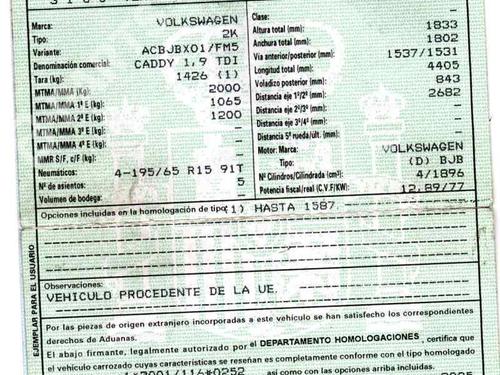 Marca: VOLKSWAGEN
Tipo: 2K
Variante: ACBJBXO1/FM5
Denominación comercial: CADDY 1,9 TDI
Tara (kg): 1426 (1)
MTMA/MMA (Kg): 2000
MTMA/MMA 1º E (kg): 1065
MTMA/MMA 2º E (kg): 1200
MTMA/MMA 3º E (kg): –
MTMA/MMA 4º E (kg): –
MMR S/F, c/F (kg): –
Neumáticos: 4-195/65 R15 91T
Nº de asientos: 5
Volumen de bodega: –
Clase: –
Altura total (mm): 1833
Anchura total (mm): 1802
Vía anterior/posterior (mm): 1537/1531
Longitud total (mm): 4405
Voladizo posterior (mm): 843
Distancia eje 1º/2º (mm): 2682
Distancia eje 2º/3º (mm): –
Distancia eje 3º/4º (mm): –
Distancia 5ª rueda/últ. (mm): –
Motor: Marca: VOLKSWAGEN
Tipo: (D) BJB
Nº Cilindros/Cilindrada (cm³): 4/1896
Potencia fiscal/real (C.V.F/KW): 12,89/77
Opciones incluidas en la homologación de tipo: (1) HASTA 1587.
EJEMPLAR PARA EL USUARIO
Observaciones:
VEHICULO PROCEDENTE DE LA UE.
Por las piezas de origen extranjero incorporadas a este vehículo se han satisfecho los correspondientes
derechos de Aduanas.
El abajo firmante, legalmente autorizado por el DEPARTAMENTO HOMOLOGACIONES, certifica que
el vehículo carrozado cuyas características se reseñan es completamente conforme con el tipo homologado
*2001/116*0252 así como con las opciones arriba incluidas.